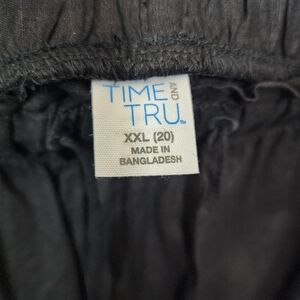 TIME AND
TRU™
XXL (20)
MADE IN
BANGLADESH